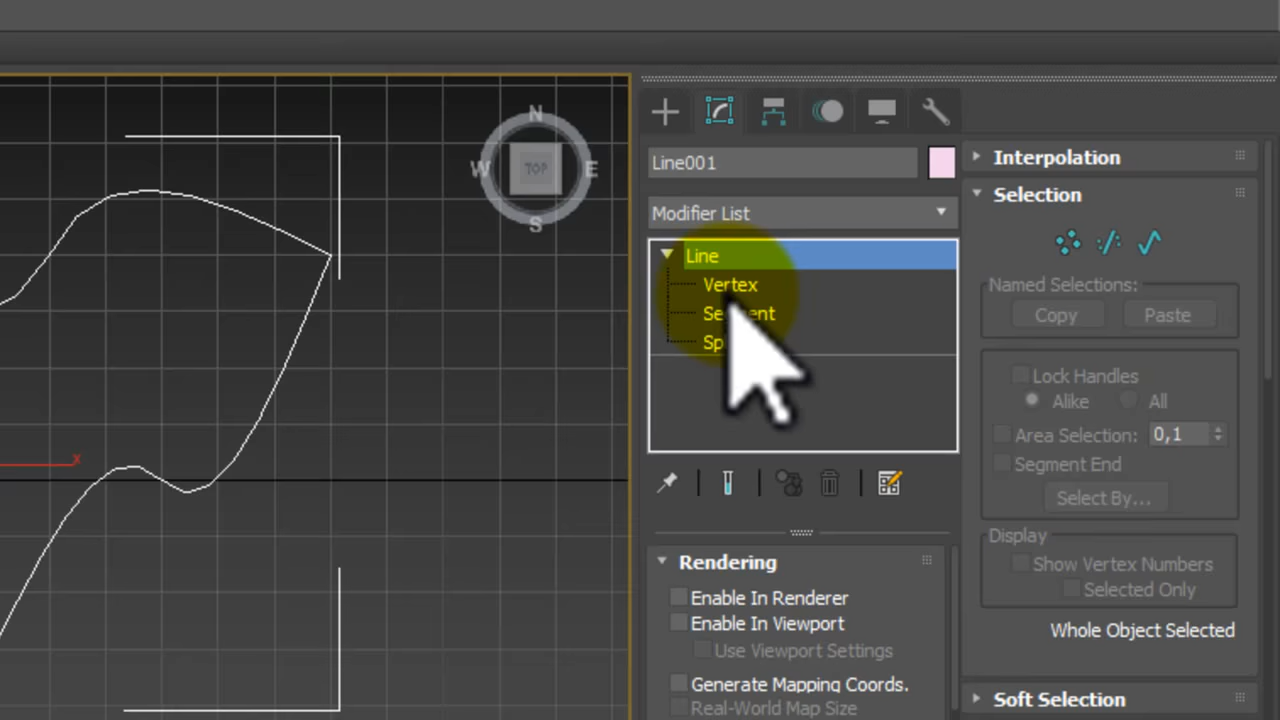 N
W
TOP
E
S
x
Line001
Modifier List
Line
Vertex
Segment
Sp
Rendering
Enable In Renderer
Enable In Viewport
Use Viewport Settings
Generate Mapping Coords.
Real-World Map Size
Interpolation
Selection
Named Selections:
Copy Paste
Lock Handles
Alike All
Area Selection: 0,1
Segment End
Select By...
Display
Show Vertex Numbers
Selected Only
Whole Object Selected
Soft Selection